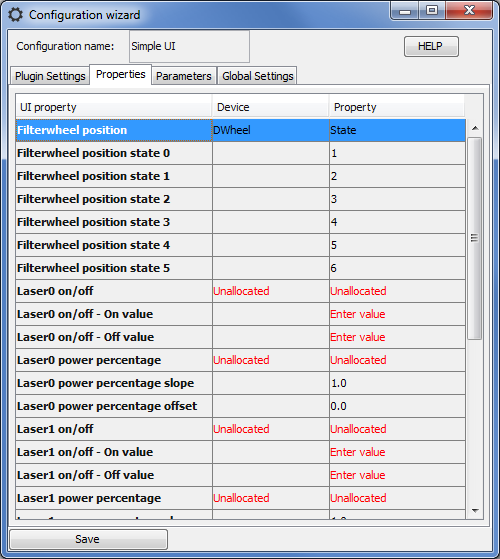 Configuration wizard
Configuration name: Simple UI HELP
Plugin Settings Properties Parameters Global Settings
UI property Device Property
Filterwheel position DWheel State
Filterwheel position state 0 1
Filterwheel position state 1 2
Filterwheel position state 2 3
Filterwheel position state 3 4
Filterwheel position state 4 5
Filterwheel position state 5 6
Laser0 on/off Unallocated Unallocated
Laser0 on/off - On value Enter value
Laser0 on/off - Off value Enter value
Laser0 power percentage Unallocated Unallocated
Laser0 power percentage slope 1.0
Laser0 power percentage offset 0.0
Laser1 on/off Unallocated Unallocated
Laser1 on/off - On value Enter value
Laser1 on/off - Off value Enter value
Laser1 power percentage Unallocated Unallocated
Save